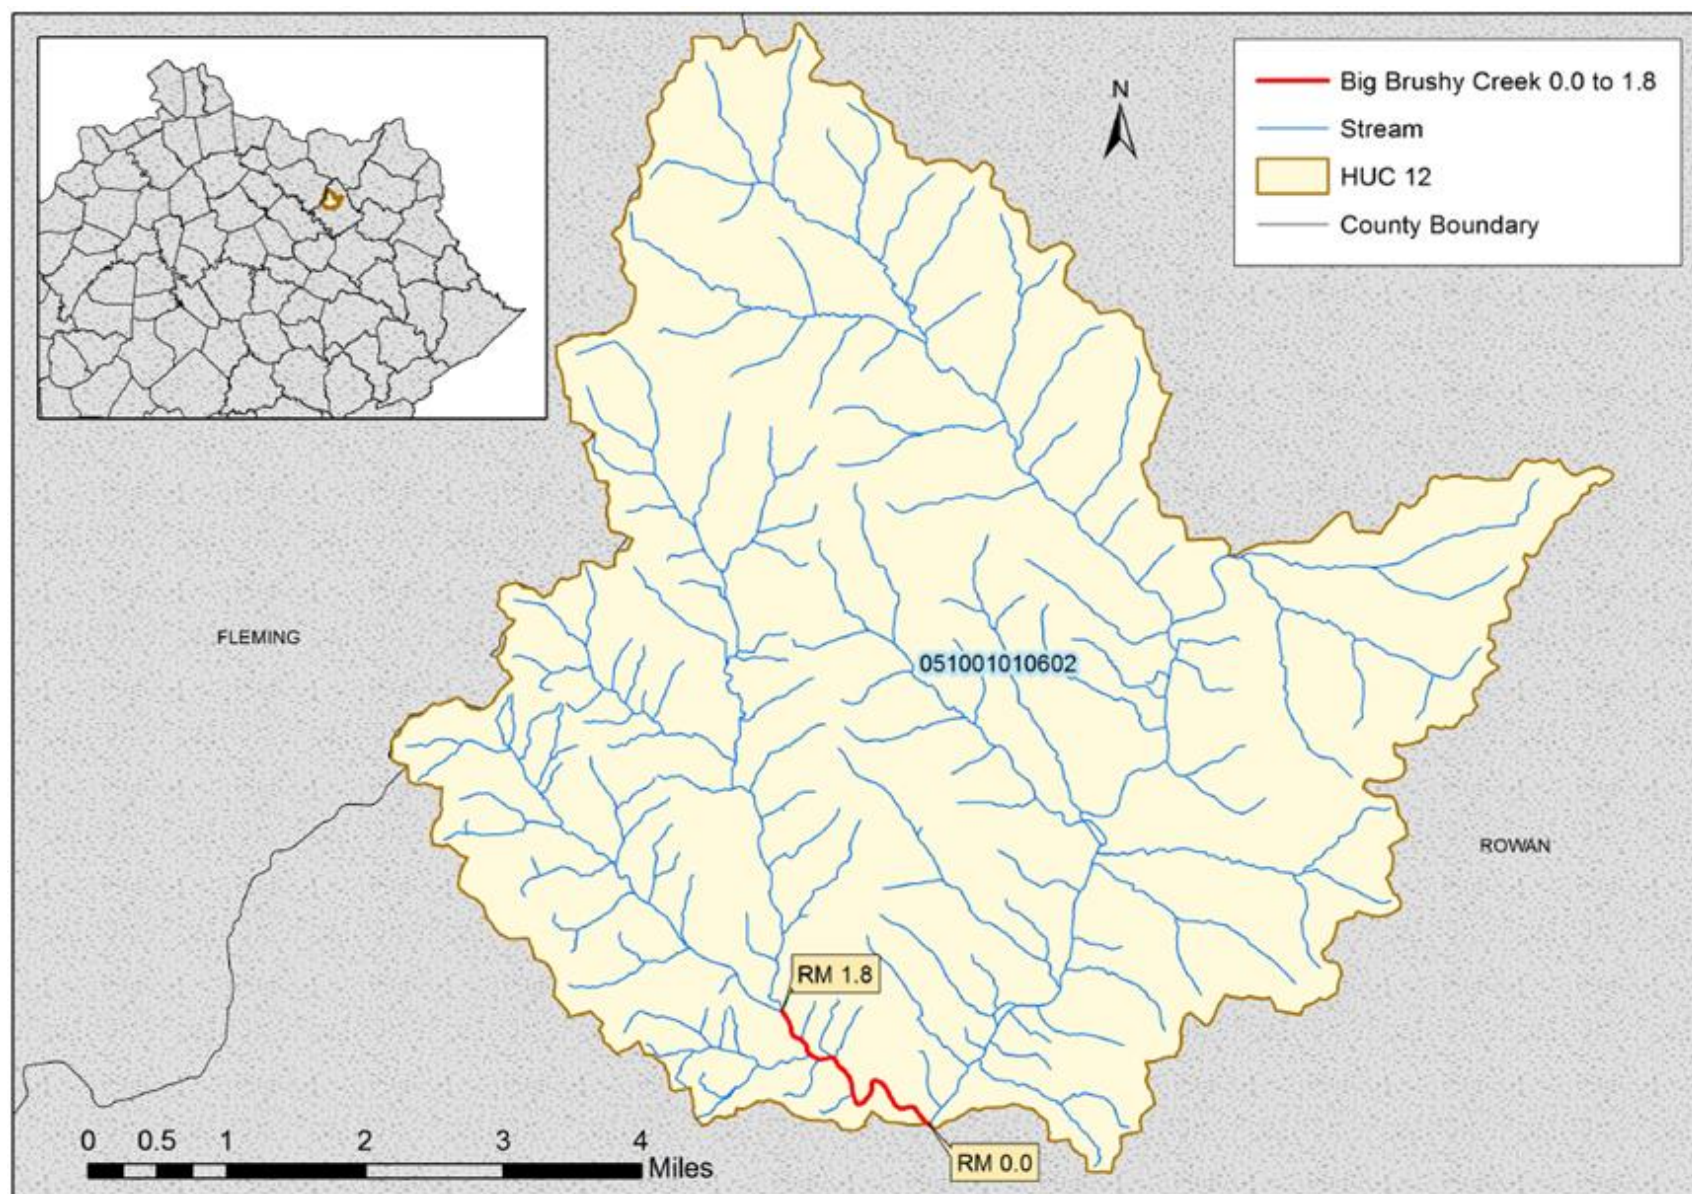 N
Big Brushy Creek 0.0 to 1.8
Stream
HUC 12
County Boundary
FLEMING
051001010602
ROWAN
RM 1.8
RM 0.0
0 0.5 1 2 3 4
Miles